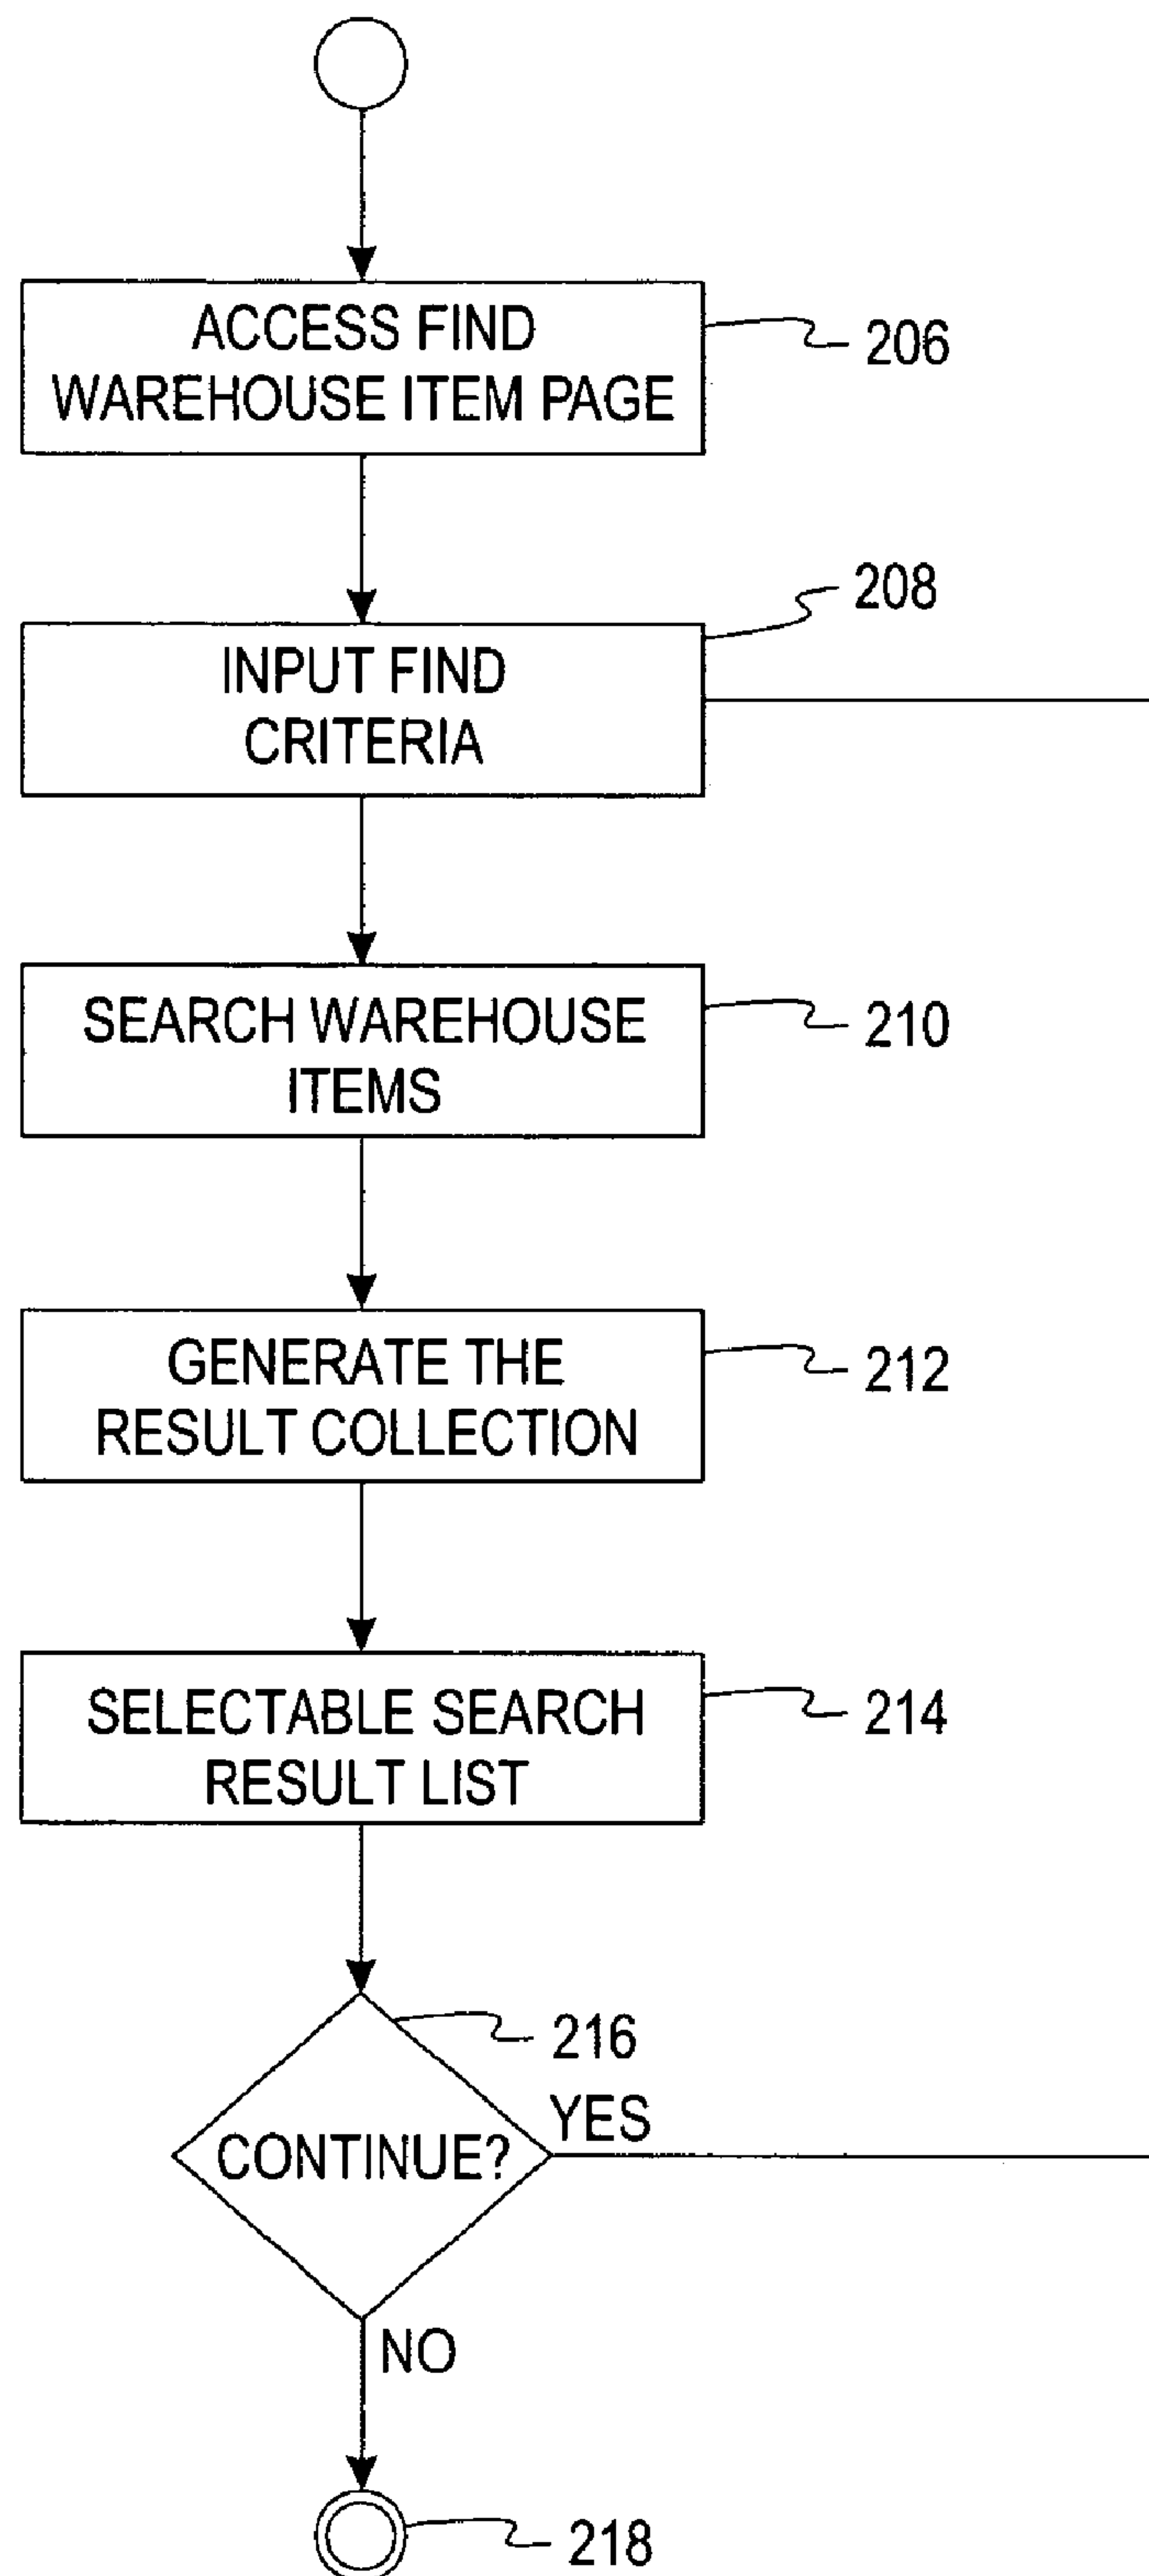 ACCESS FIND
WAREHOUSE ITEM PAGE
206
208
INPUT FIND
CRITERIA
SEARCH WAREHOUSE
ITEMS
210
GENERATE THE
RESULT COLLECTION
212
SELECTABLE SEARCH
RESULT LIST
214
216
YES
CONTINUE?
NO
218